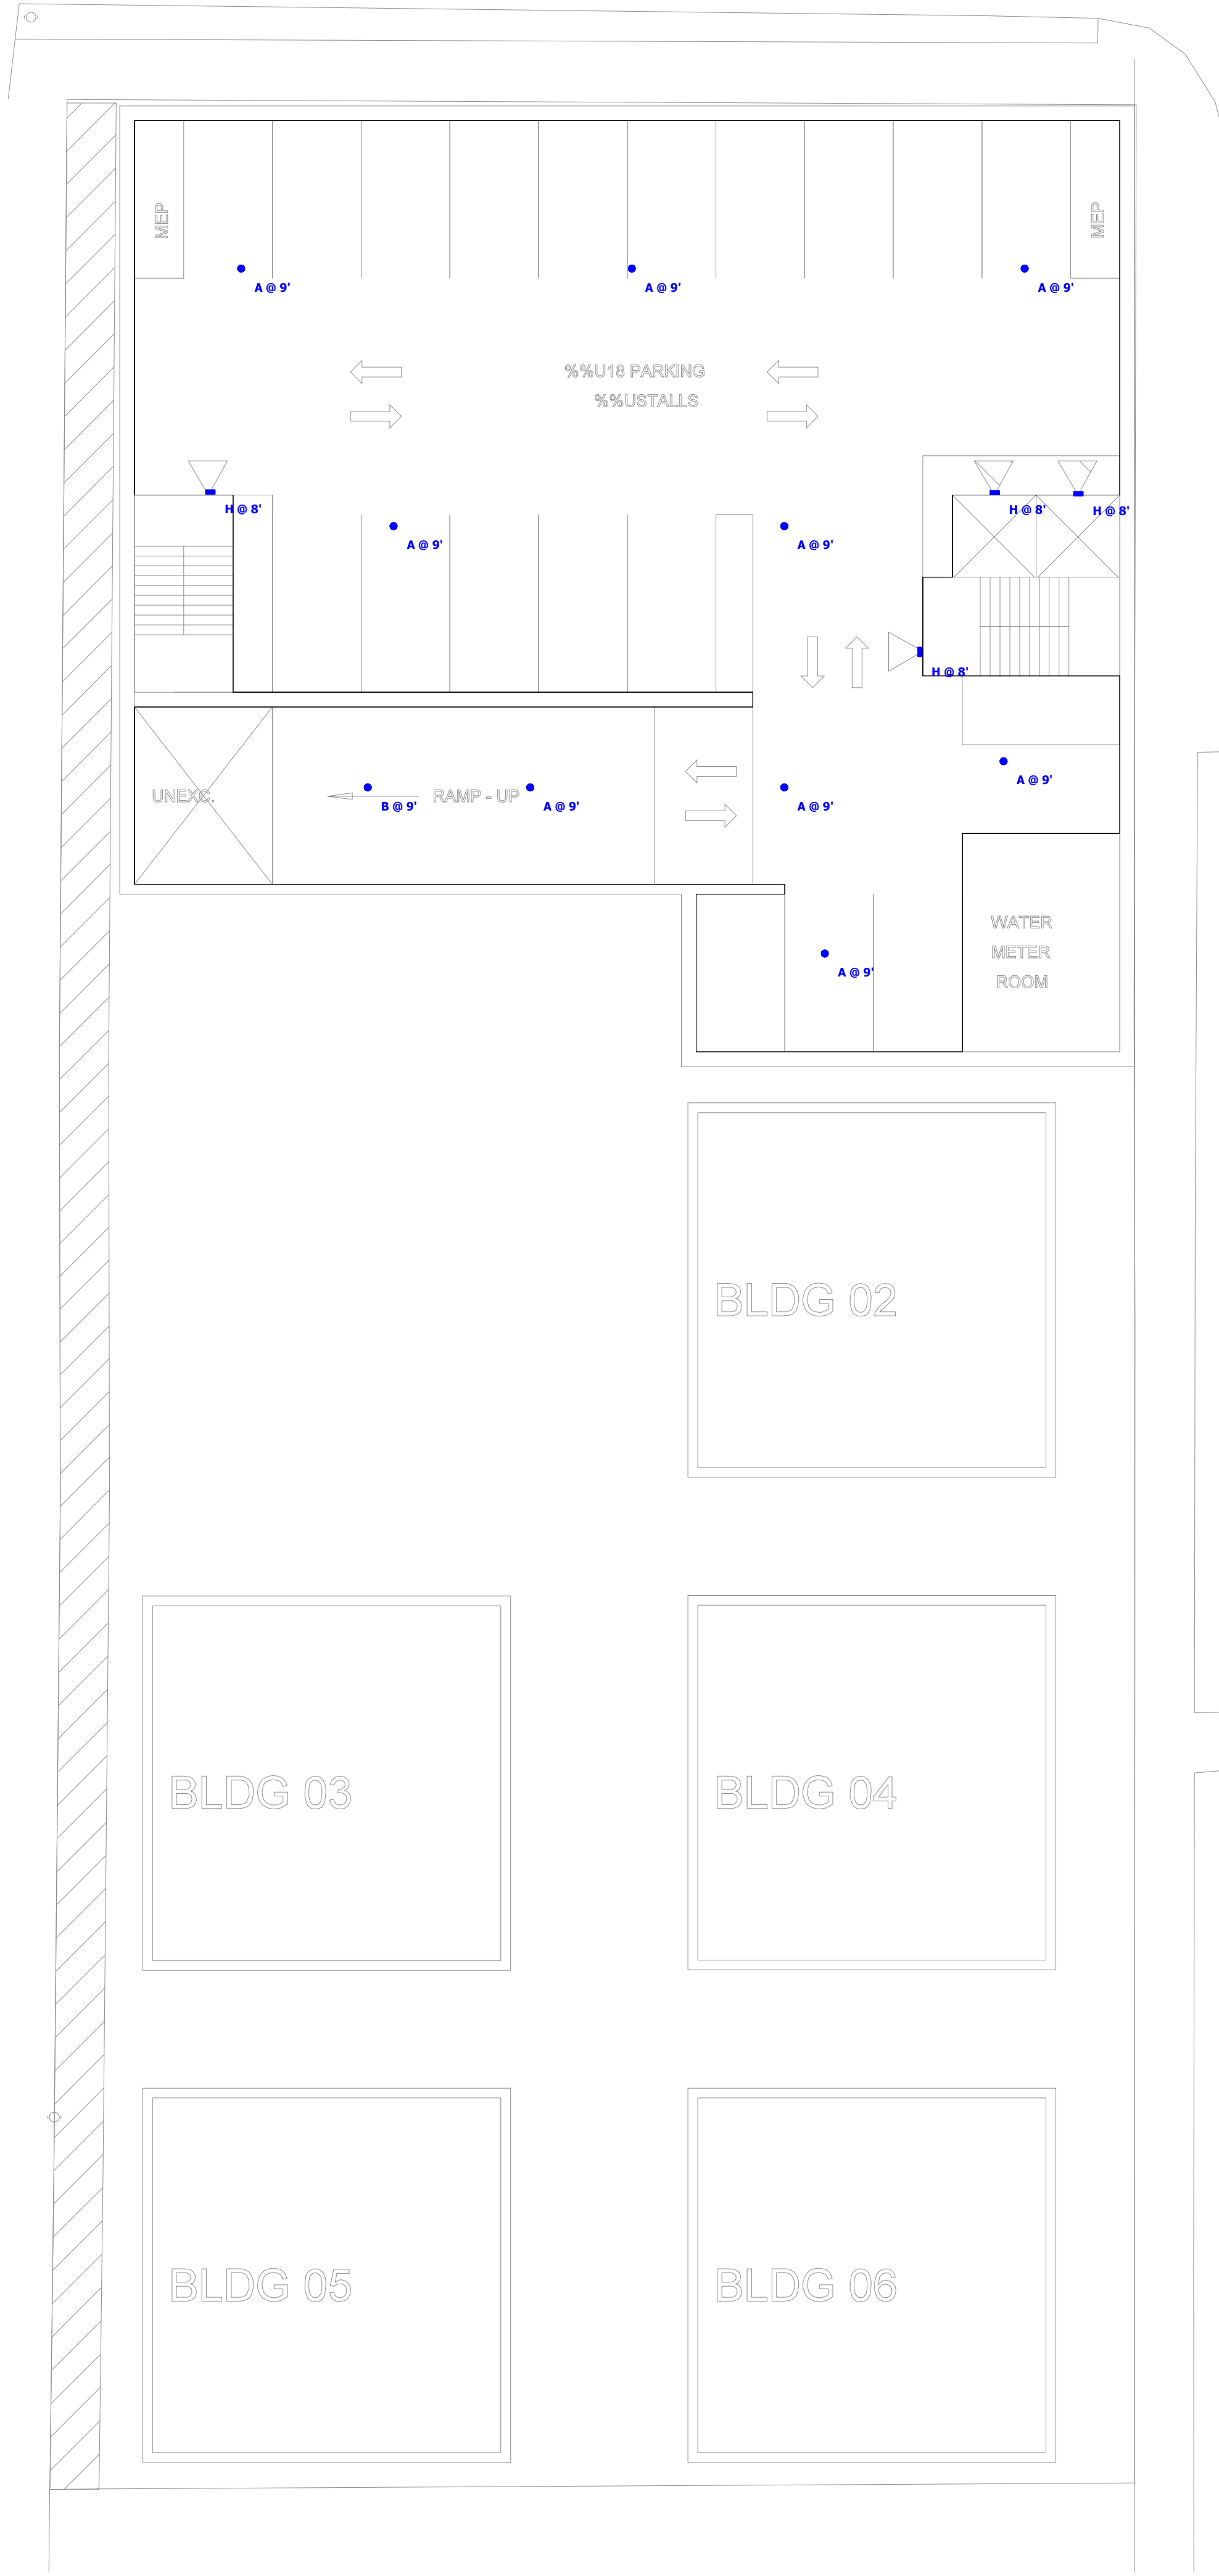 MEP
MEP
A @ 9'
A @ 9'
A @ 9'
%%U18 PARKING
%%USTALLS
H @ 8'
H @ 8'
H @ 8'
A @ 9'
A @ 9'
H @ 8'
A @ 9'
UNEXC.
B @ 9'
RAMP - UP
A @ 9'
A @ 9'
WATER
METER
ROOM
A @ 9'
BLDG 02
BLDG 03
BLDG 04
BLDG 05
BLDG 06